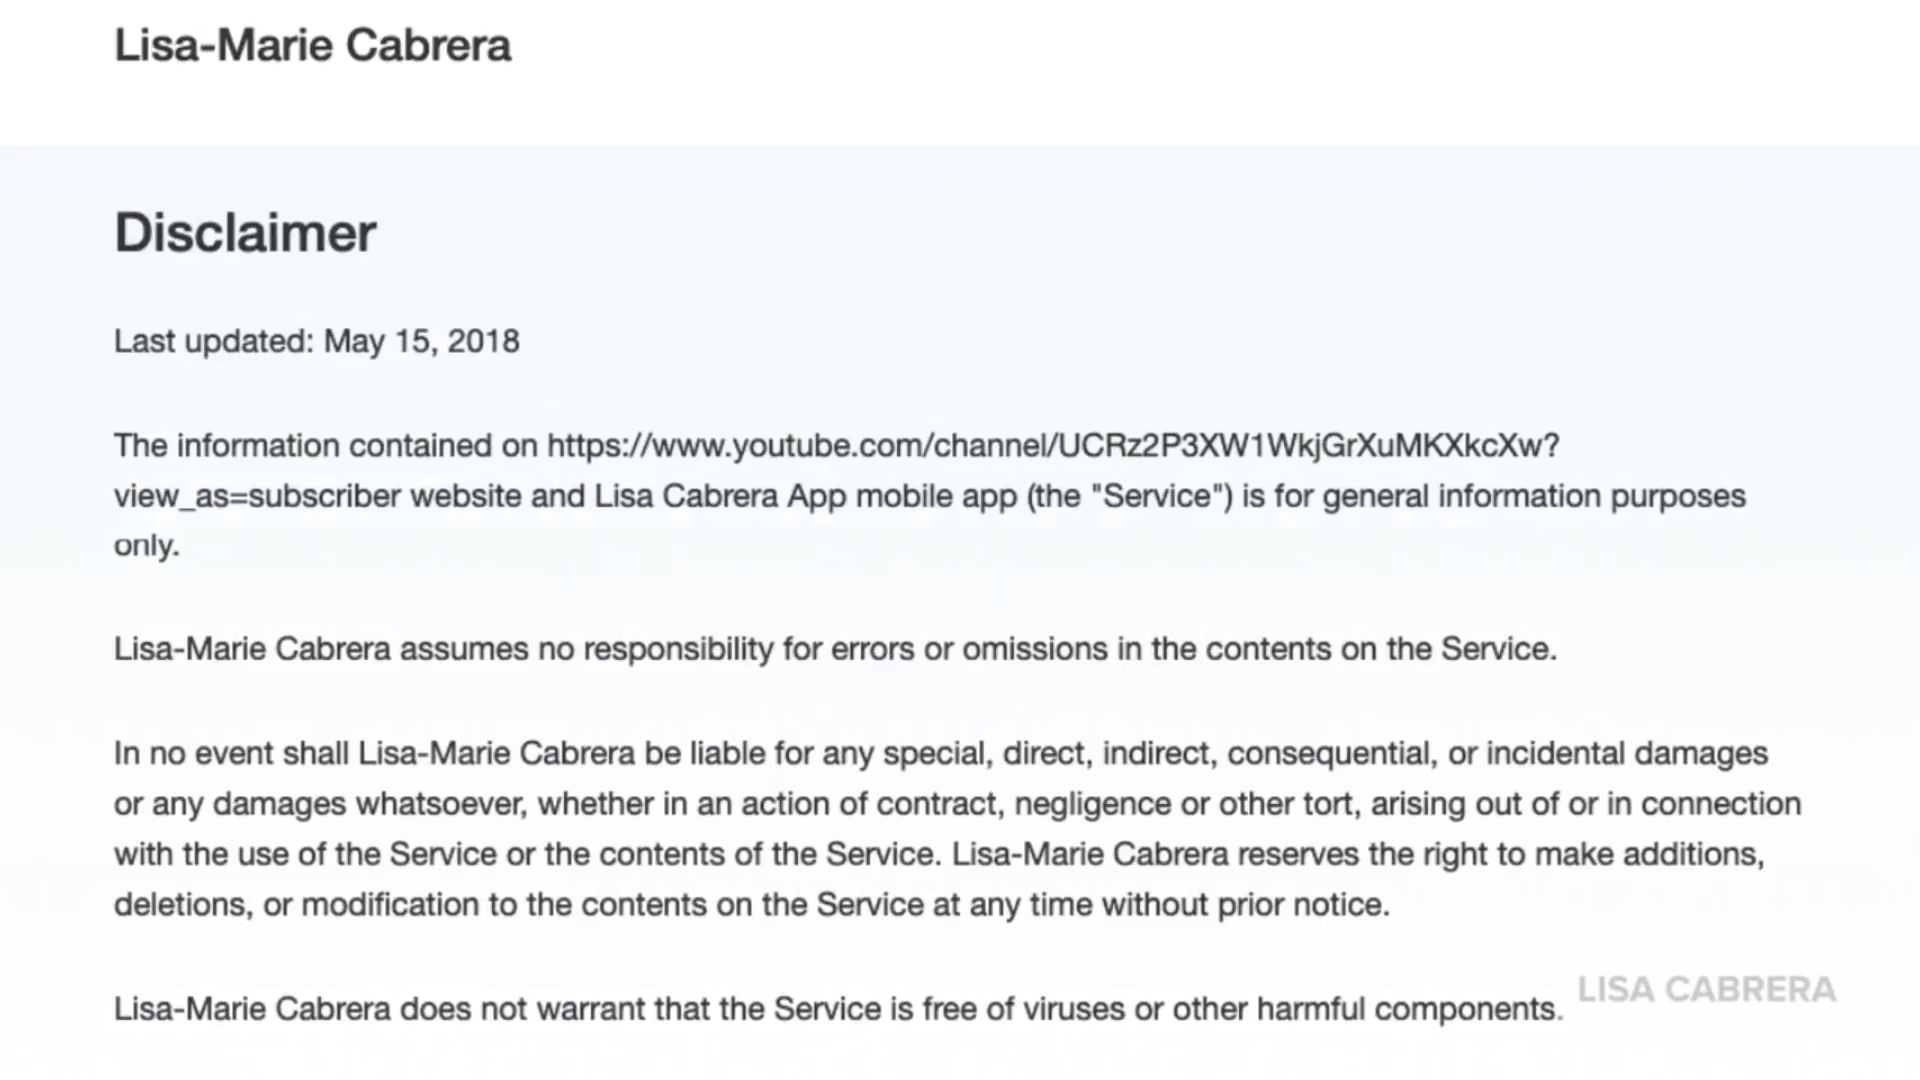 Lisa-Marie Cabrera
Disclaimer
Last updated: May 15, 2018
The information contained on https://www.youtube.com/channel/UCRz2P3XW1WkjGrXuMKXkcXw?
view_as=subscriber website and Lisa Cabrera App mobile app (the "Service") is for general information purposes
only.
Lisa-Marie Cabrera assumes no responsibility for errors or omissions in the contents on the Service.
In no event shall Lisa-Marie Cabrera be liable for any special, direct, indirect, consequential, or incidental damages
or any damages whatsoever, whether in an action of contract, negligence or other tort, arising out of or in connection
with the use of the Service or the contents of the Service. Lisa-Marie Cabrera reserves the right to make additions,
deletions, or modification to the contents on the Service at any time without prior notice.
Lisa-Marie Cabrera does not warrant that the Service is free of viruses or other harmful components.
LISA CABRERA